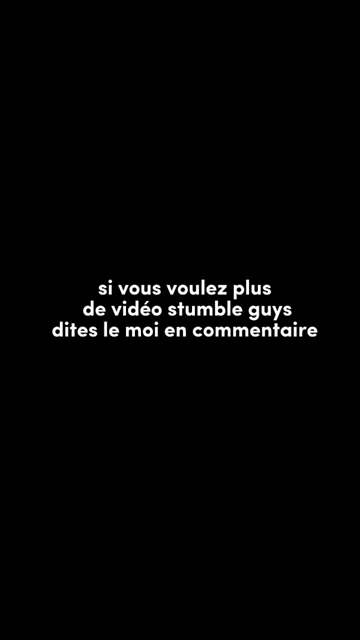 si vous voulez plus
de vidéo stumble guys
dites le moi en commentaire